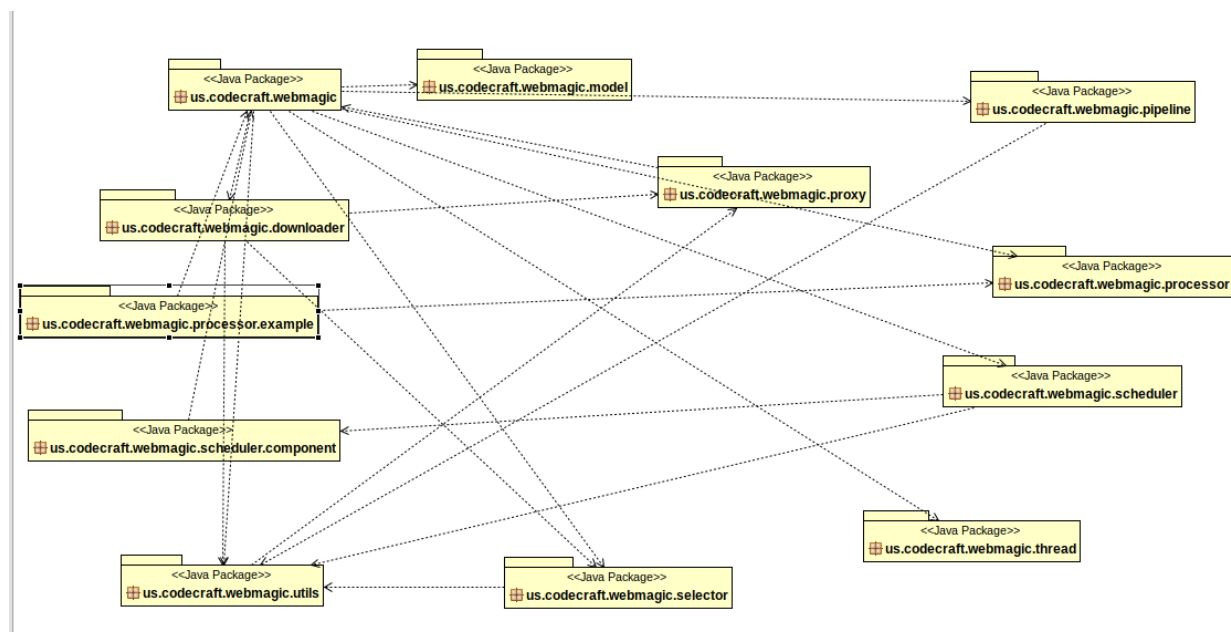 <<Java Package>>
us.codecraft.webmagic
<<Java Package>>
us.codecraft.webmagic.model
<<Java Package>>
us.codecraft.webmagic.pipeline
<<Java Package>>
us.codecraft.webmagic.proxy
<<Java Package>>
us.codecraft.webmagic.downloader
<<Java Package>>
us.codecraft.webmagic.processor
<<Java Package>>
us.codecraft.webmagic.processor.example
<<Java Package>>
us.codecraft.webmagic.scheduler
<<Java Package>>
us.codecraft.webmagic.scheduler.component
<<Java Package>>
us.codecraft.webmagic.thread
<<Java Package>>
us.codecraft.webmagic.utils
<<Java Package>>
us.codecraft.webmagic.selector